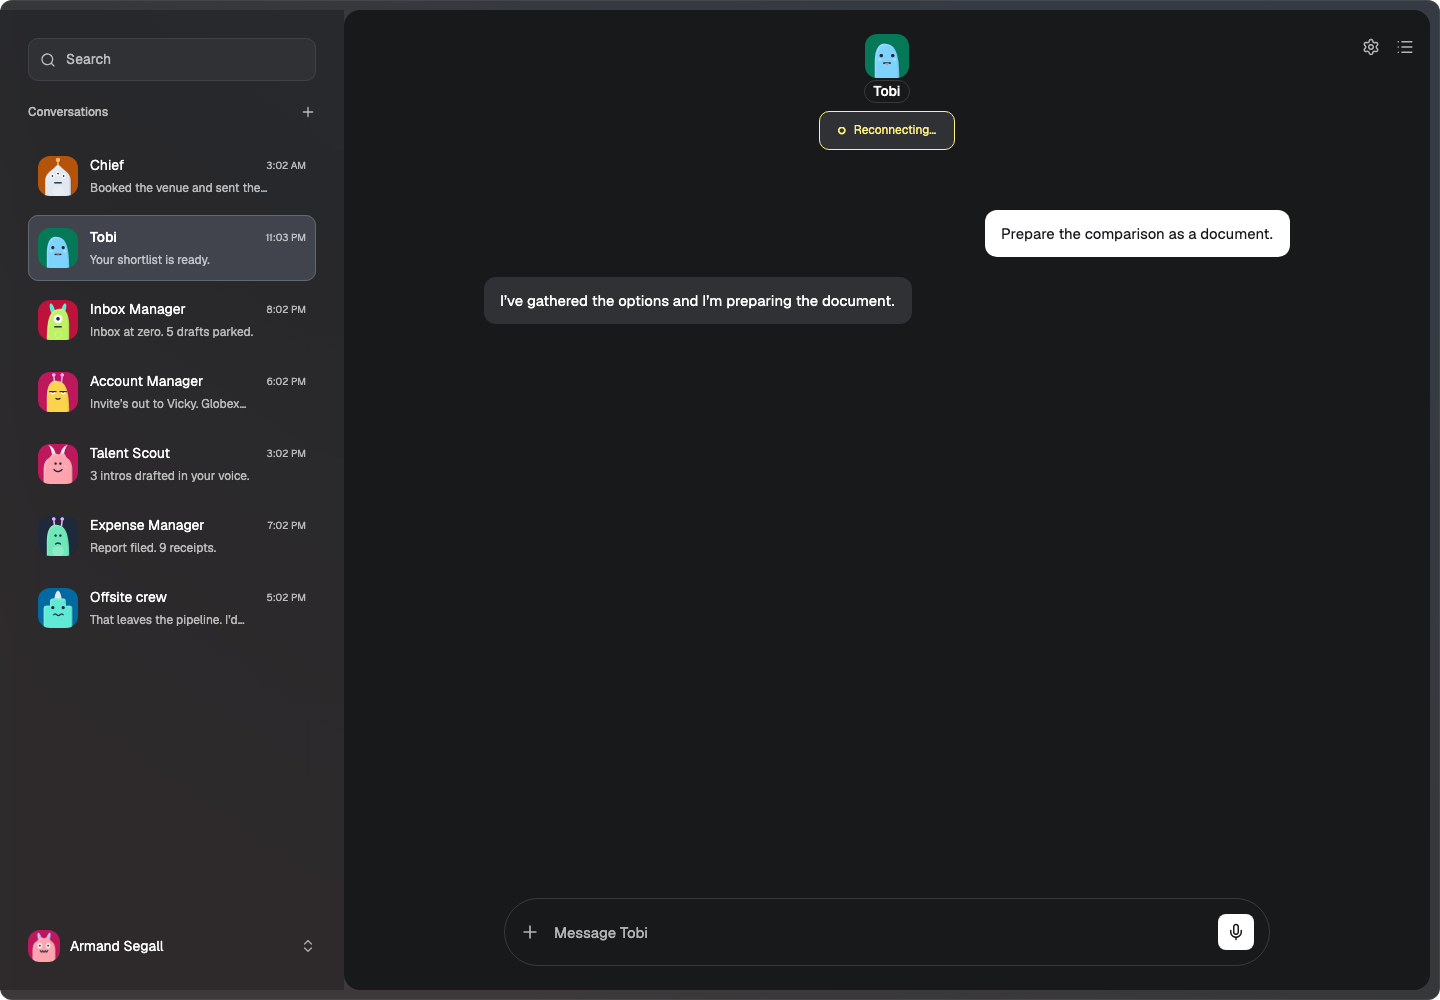 Search
Conversations
Chief
3:02 AM
Booked the venue and sent the…
Tobi
11:03 PM
Your shortlist is ready.
Inbox Manager
8:02 PM
Inbox at zero. 5 drafts parked.
Account Manager
6:02 PM
Invite's out to Vicky. Globex…
Talent Scout
3:02 PM
3 intros drafted in your voice.
Expense Manager
7:02 PM
Report filed. 9 receipts.
Offsite crew
5:02 PM
That leaves the pipeline. I'd…
Armand Segall
Tobi
Reconnecting…
Prepare the comparison as a document.
I've gathered the options and I'm preparing the document.
Message Tobi